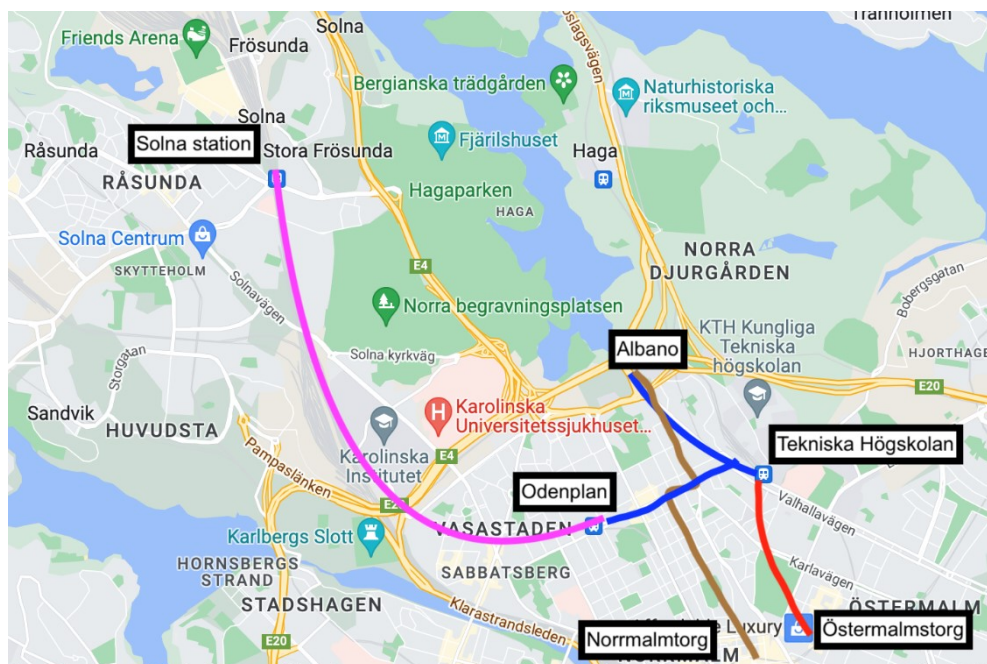 Tranholmen
Friends Arena
Frösunda
Solna
Bergianska trädgården
Naturhistoriska
riksmuseet och...
Solna
Solna station
Stora Frösunda
Fjärilshuset
Haga
Råsunda
RÅSUNDA
Hagaparken
HAGA
Solna Centrum
SKYTTEHOLM
E4
NORRA
DJURGÅRDEN
Bobergsgatan
Solnavägen
Norra begravningsplatsen
KTH Kungliga
Tekniska
högskolan
Albano
Solna kyrkväg
HJORTHAGE
Storgatan
E20
Sandvik
HUVUDSTA
Karolinska
Universitetssjukhuset...
Karolinska
Institutet
Tekniska Högskolan
Pampaslänken
E4
Odenplan
Valhallavägen
VASASTADEN
Karlbergs Slott
HORNSBERGS
STRAND
SABBATSBERG
Karlavägen
STADSHAGEN
Klarastrandsleden
ÖSTERMALM
E20
Norrmalmtorg
Luxury
Östermalmstorg